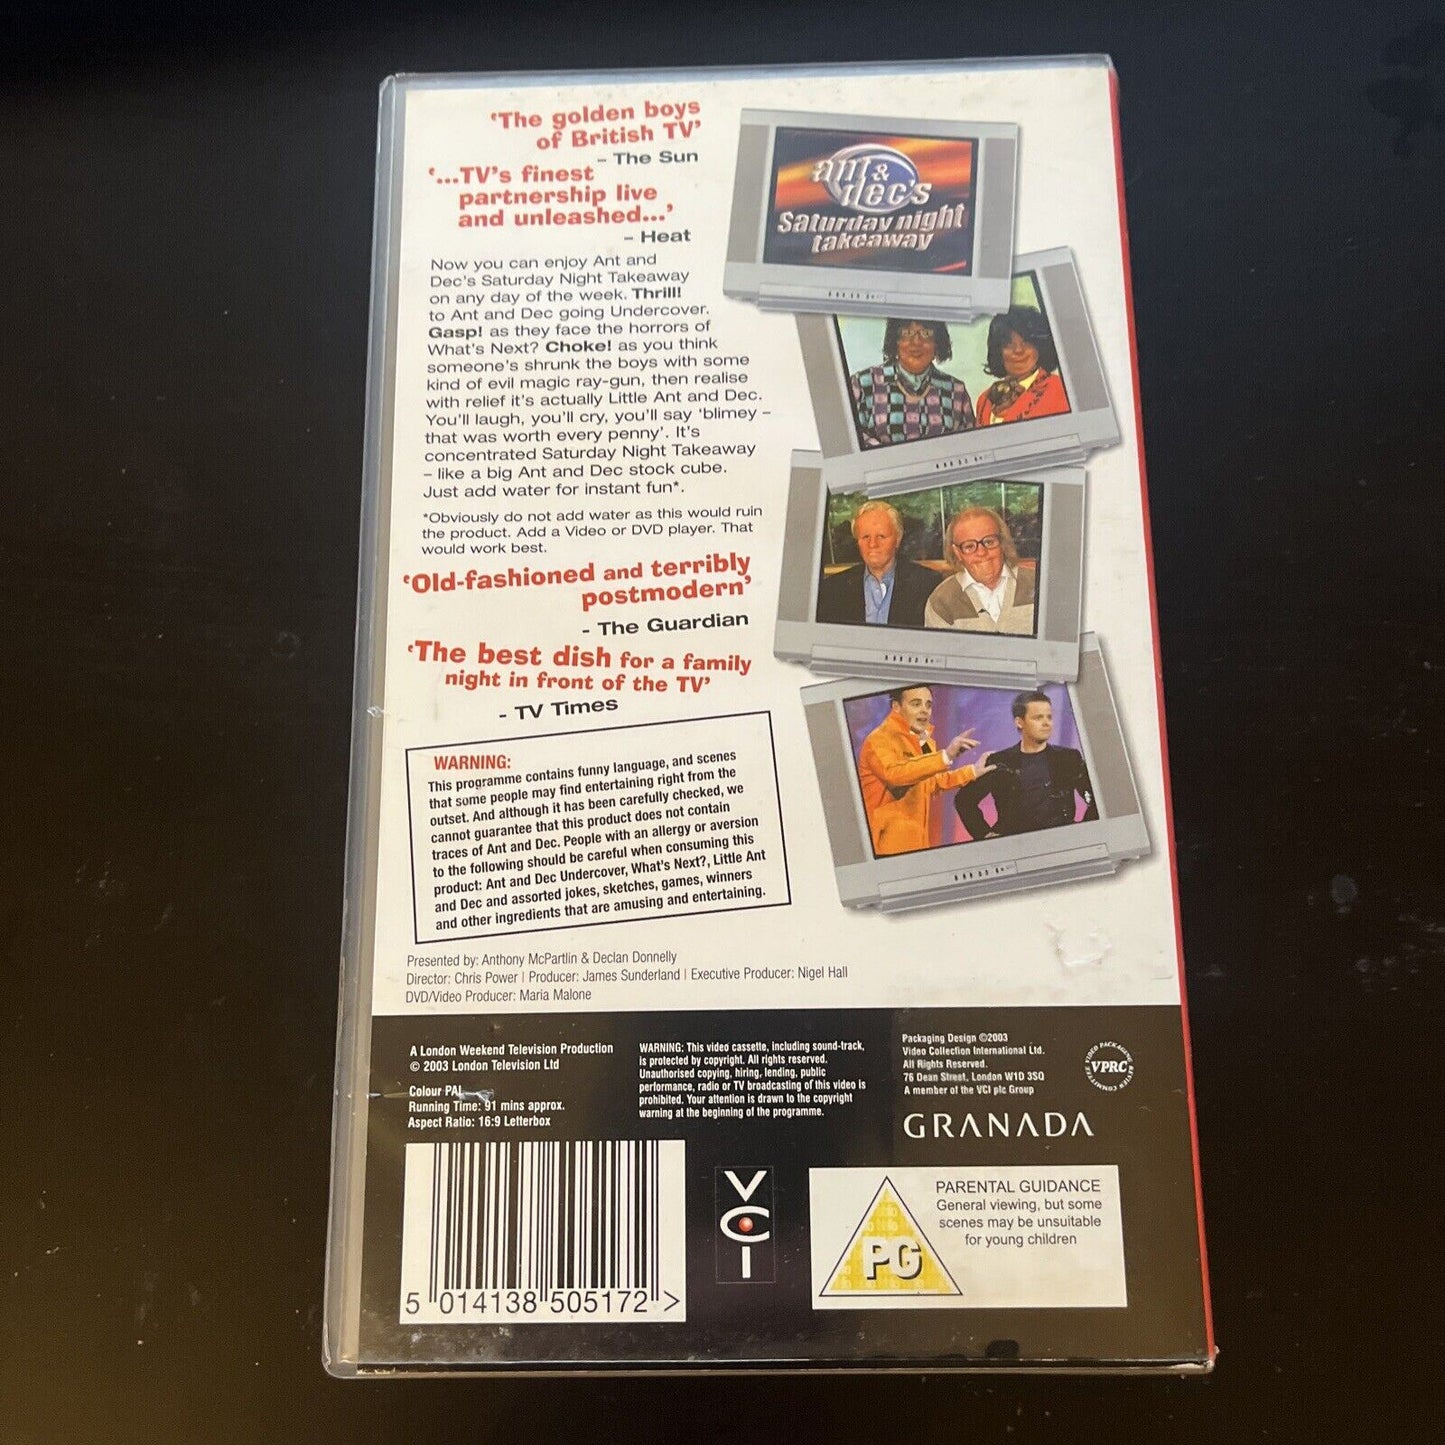 'The golden boys
of British TV'
- The Sun
'...TV's finest
partnership live
and unleashed...'
- Heat
Now you can enjoy Ant and
Dec's Saturday Night Takeaway
on any day of the week. Thrill!
to Ant and Dec going Undercover.
Gasp! as they face the horrors of
What's Next? Choke! as you think
someone's shrunk the boys with some
kind of evil magic ray-gun, then realise
with relief it's actually Little Ant and Dec.
You'll laugh, you'll cry, you'll say 'blimey –
that was worth every penny'. It's
concentrated Saturday Night Takeaway
– like a big Ant and Dec stock cube.
Just add water for instant fun*.
*Obviously do not add water as this would ruin
the product. Add a Video or DVD player. That
would work best.
'Old-fashioned and terribly
postmodern'
- The Guardian
'The best dish for a family
night in front of the TV'
- TV Times
ant &
dec's
Saturday night
takeaway
WARNING:
This programme contains funny language, and scenes
that some people may find entertaining right from the
outset. And although it has been carefully checked, we
cannot guarantee that this product does not contain
traces of Ant and Dec. People with an allergy or aversion
to the following should be careful when consuming this
product: Ant and Dec Undercover, What's Next?, Little Ant
and Dec and assorted jokes, sketches, games, winners
and other ingredients that are amusing and entertaining.
Presented by: Anthony McPartlin & Declan Donnelly
Director: Chris Power | Producer: James Sunderland | Executive Producer: Nigel Hall
DVD/Video Producer: Maria Malone
A London Weekend Television Production
© 2003 London Television Ltd
Colour PAL
Running Time: 91 mins approx.
Aspect Ratio: 16:9 Letterbox
WARNING: This video cassette, including sound-track,
is protected by copyright. All rights reserved.
Unauthorised copying, hiring, lending, public
performance, radio or TV broadcasting of this video is
prohibited. Your attention is drawn to the copyright
warning at the beginning of the programme.
Packaging Design ©2003
Video Collection International Ltd.
All Rights Reserved.
76 Dean Street, London W1D 3SQ
A member of the VCI plc Group
VIDEO PACKAGING REVIEW COMMITTEE
VPRC
GRANADA
5 014138 505172 >
VCI
PG
PARENTAL GUIDANCE
General viewing, but some
scenes may be unsuitable
for young children